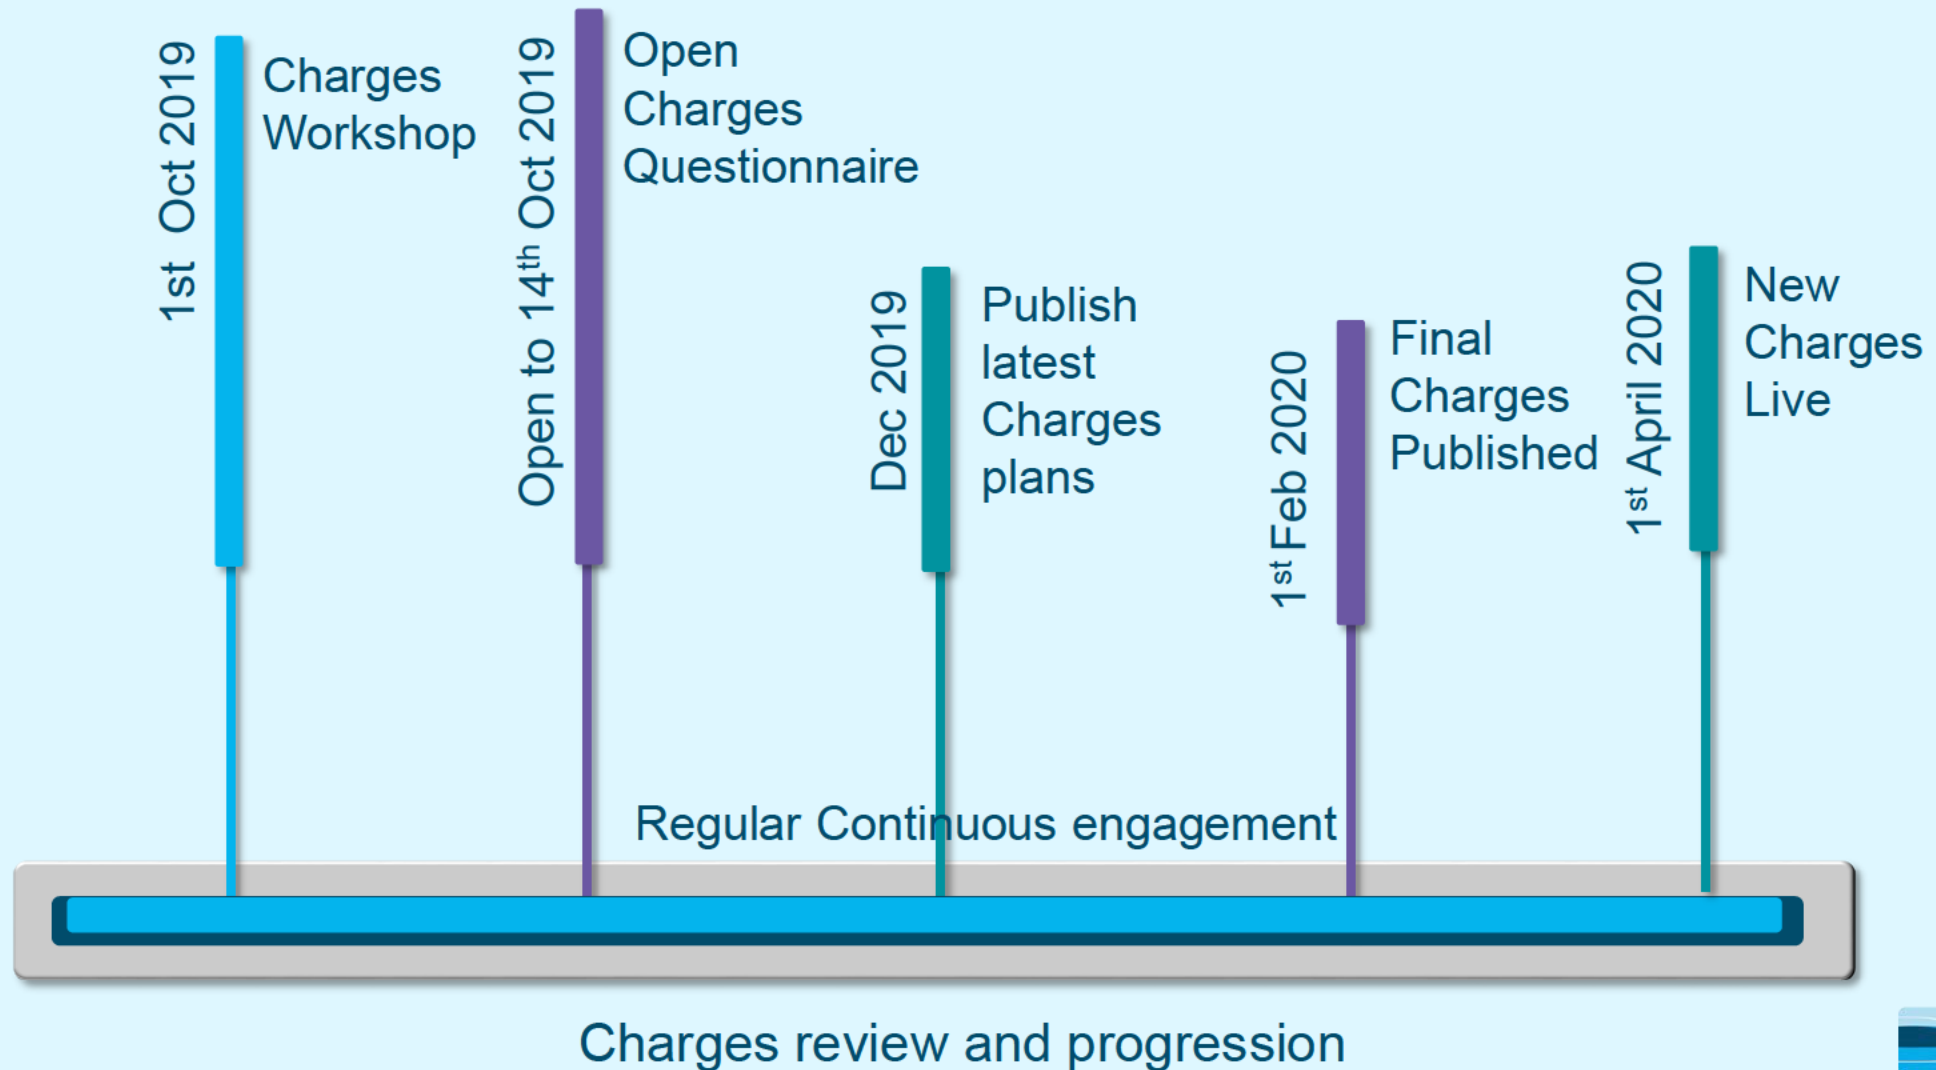 1st Oct 2019
Charges
Workshop
Open to 14th Oct 2019
Open
Charges
Questionnaire
Dec 2019
Publish
latest
Charges
plans
1st Feb 2020
Final
Charges
Published
1st April 2020
New
Charges
Live
Regular Continuous engagement
Charges review and progression